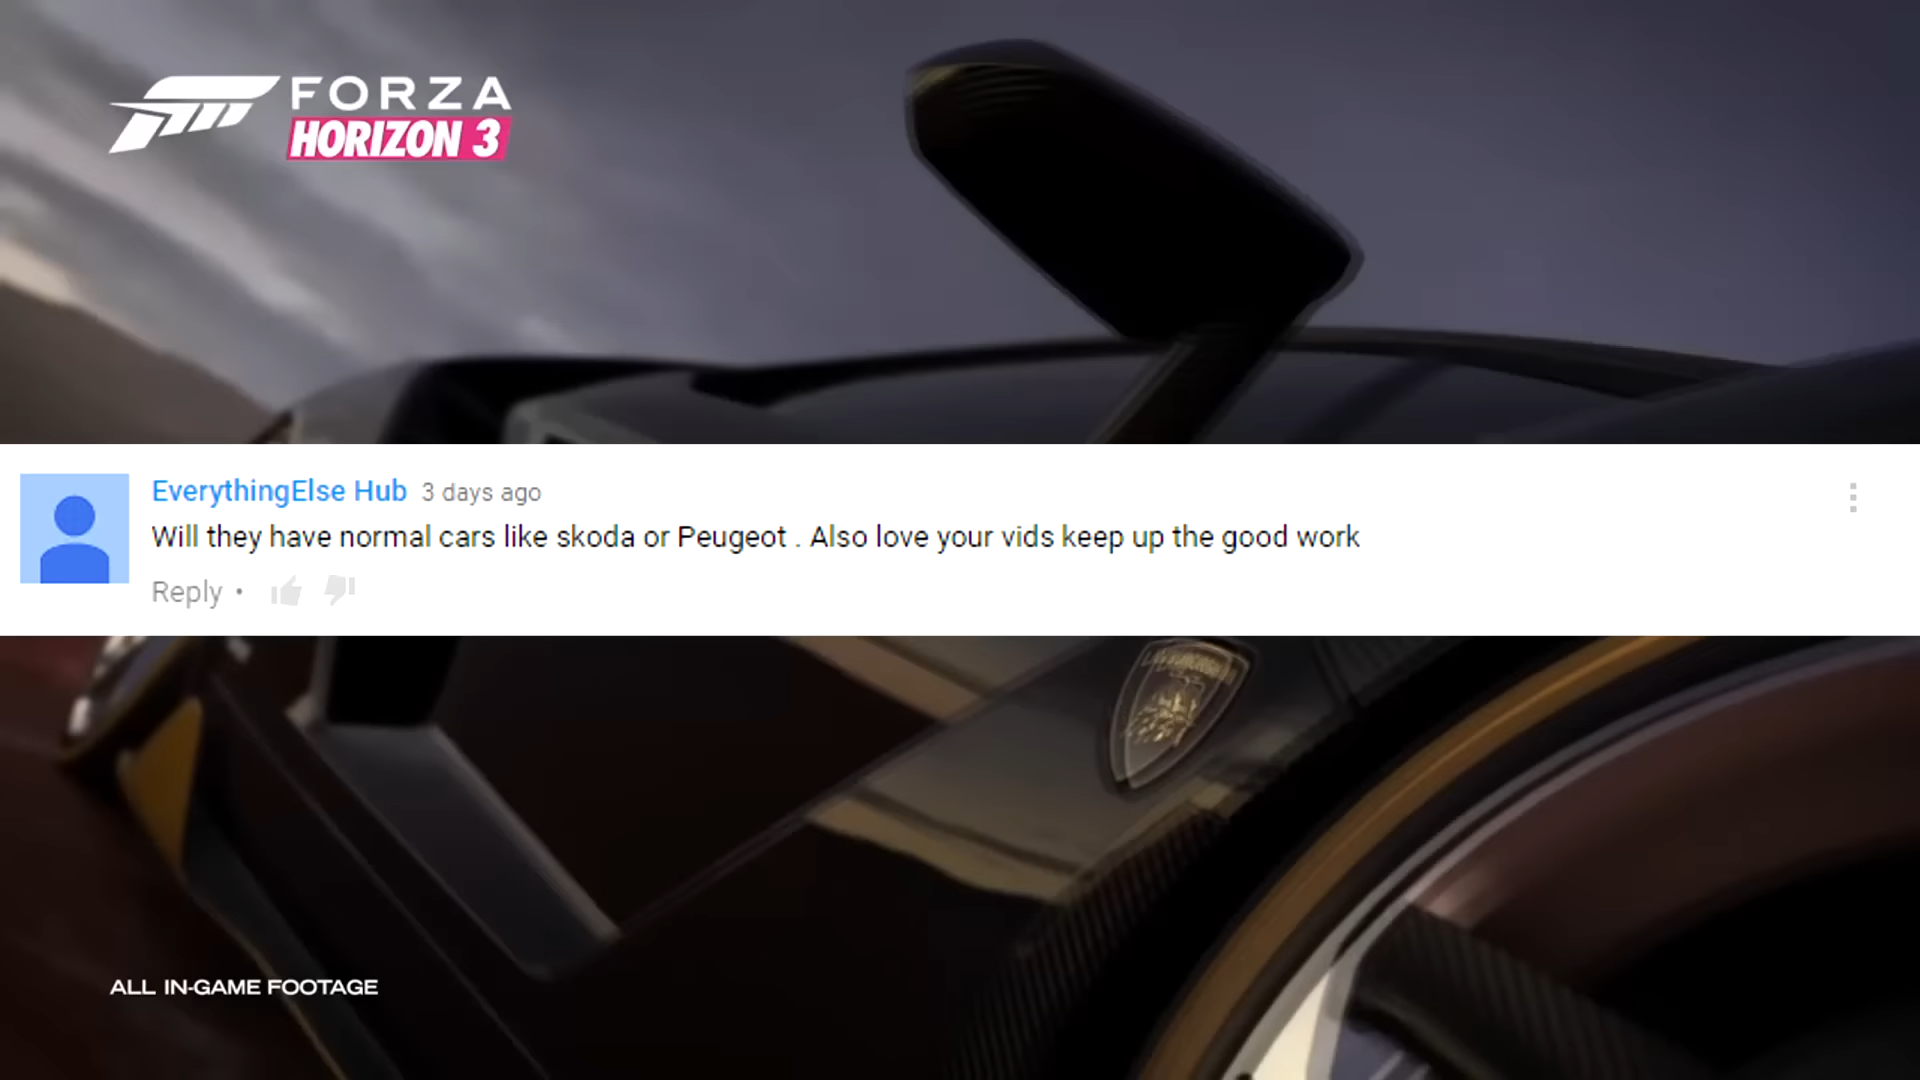 FORZA
HORIZON 3
EverythingElse Hub 3 days ago
Will they have normal cars like skoda or Peugeot . Also love your vids keep up the good work
Reply •
LAMBORGHINI
ALL IN-GAME FOOTAGE